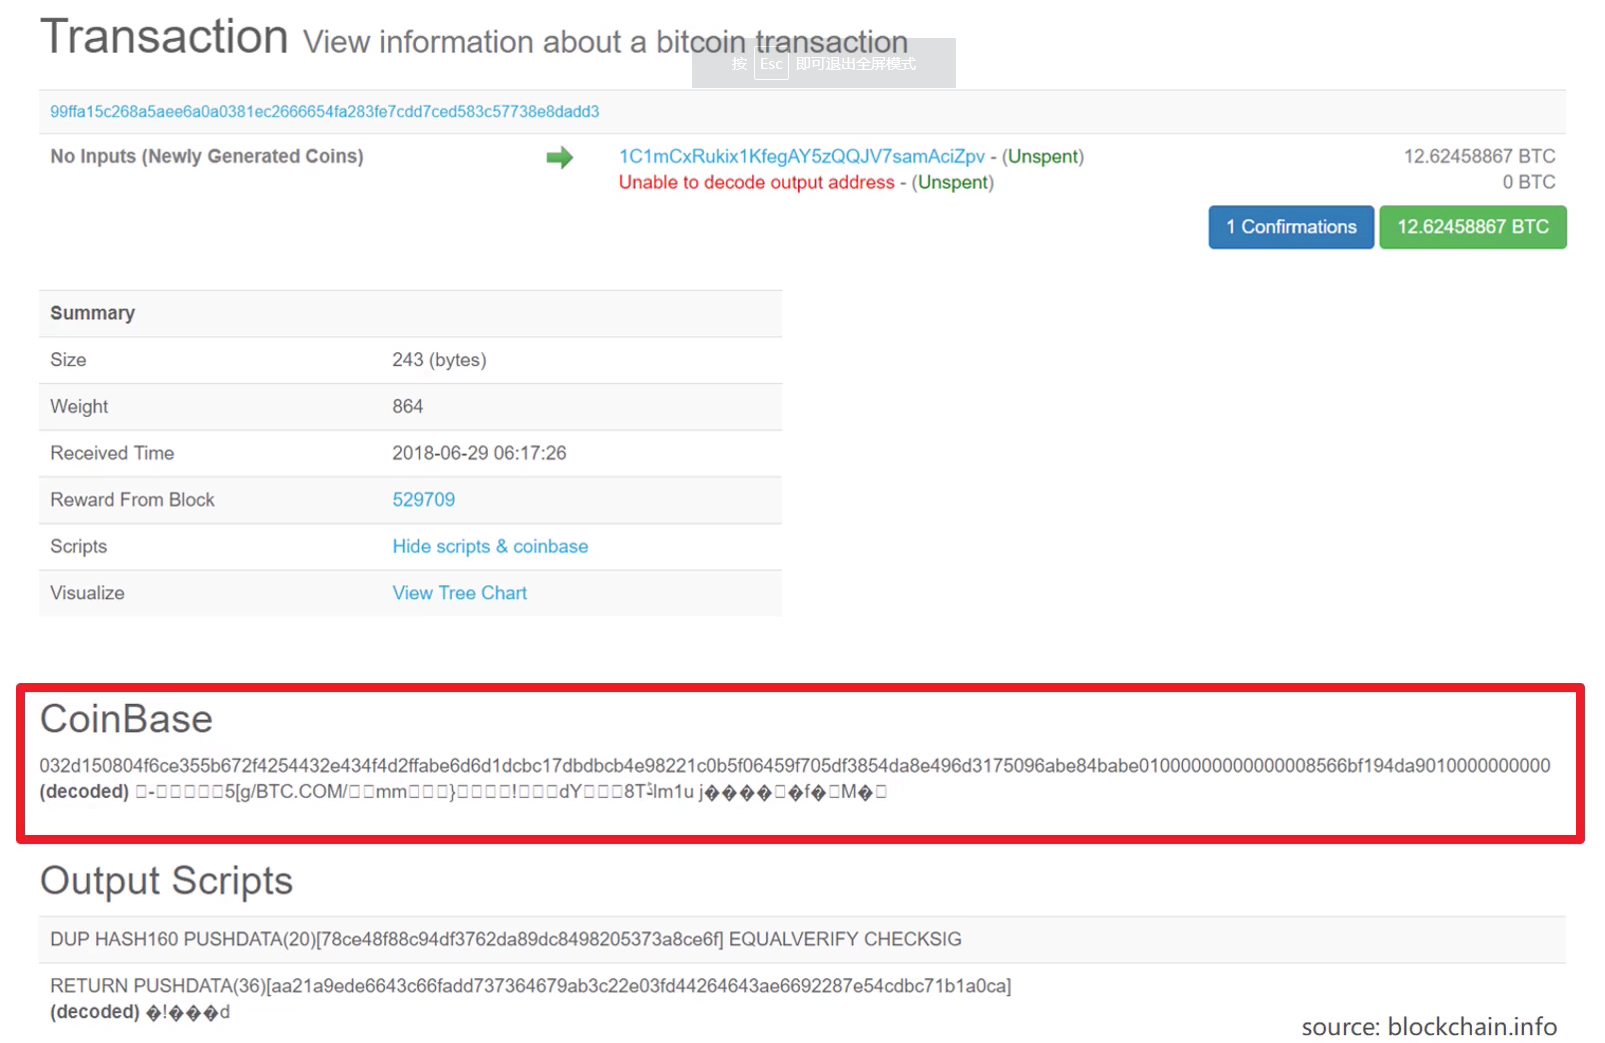 Transaction View information about a bitcoin transaction
按 Esc 即可退出全屏模式
99ffa15c268a5aee6a0a0381ec2666654fa283fe7cdd7ced583c57738e8dadd3
No Inputs (Newly Generated Coins)
1C1mCxRukix1KfegAY5zQQJV7samAciZpv - (Unspent) 12.62458867 BTC
Unable to decode output address - (Unspent) 0 BTC
1 Confirmations 12.62458867 BTC
Summary
Size 243 (bytes)
Weight 864
Received Time 2018-06-29 06:17:26
Reward From Block 529709
Scripts Hide scripts & coinbase
Visualize View Tree Chart
CoinBase
032d150804f6ce355b672f4254432e434f4d2ffabe6d6d1dcbc17dbdbcb4e98221c0b5f06459f705df3854da8e496d3175096abe84babe01000000000000008566bf194da9010000000000
(decoded) □-□□□□□5[g/BTC.COM/□□mm□□□}□□□□!□□□dY□□□8T□lm1u j����□�f�□M�□
Output Scripts
DUP HASH160 PUSHDATA(20)[78ce48f88c94df3762da89dc8498205373a8ce6f] EQUALVERIFY CHECKSIG
RETURN PUSHDATA(36)[aa21a9ede6643c66fadd737364679ab3c22e03fd44264643ae6692287e54cdbc71b1a0ca]
(decoded) �!���d
source: blockchain.info